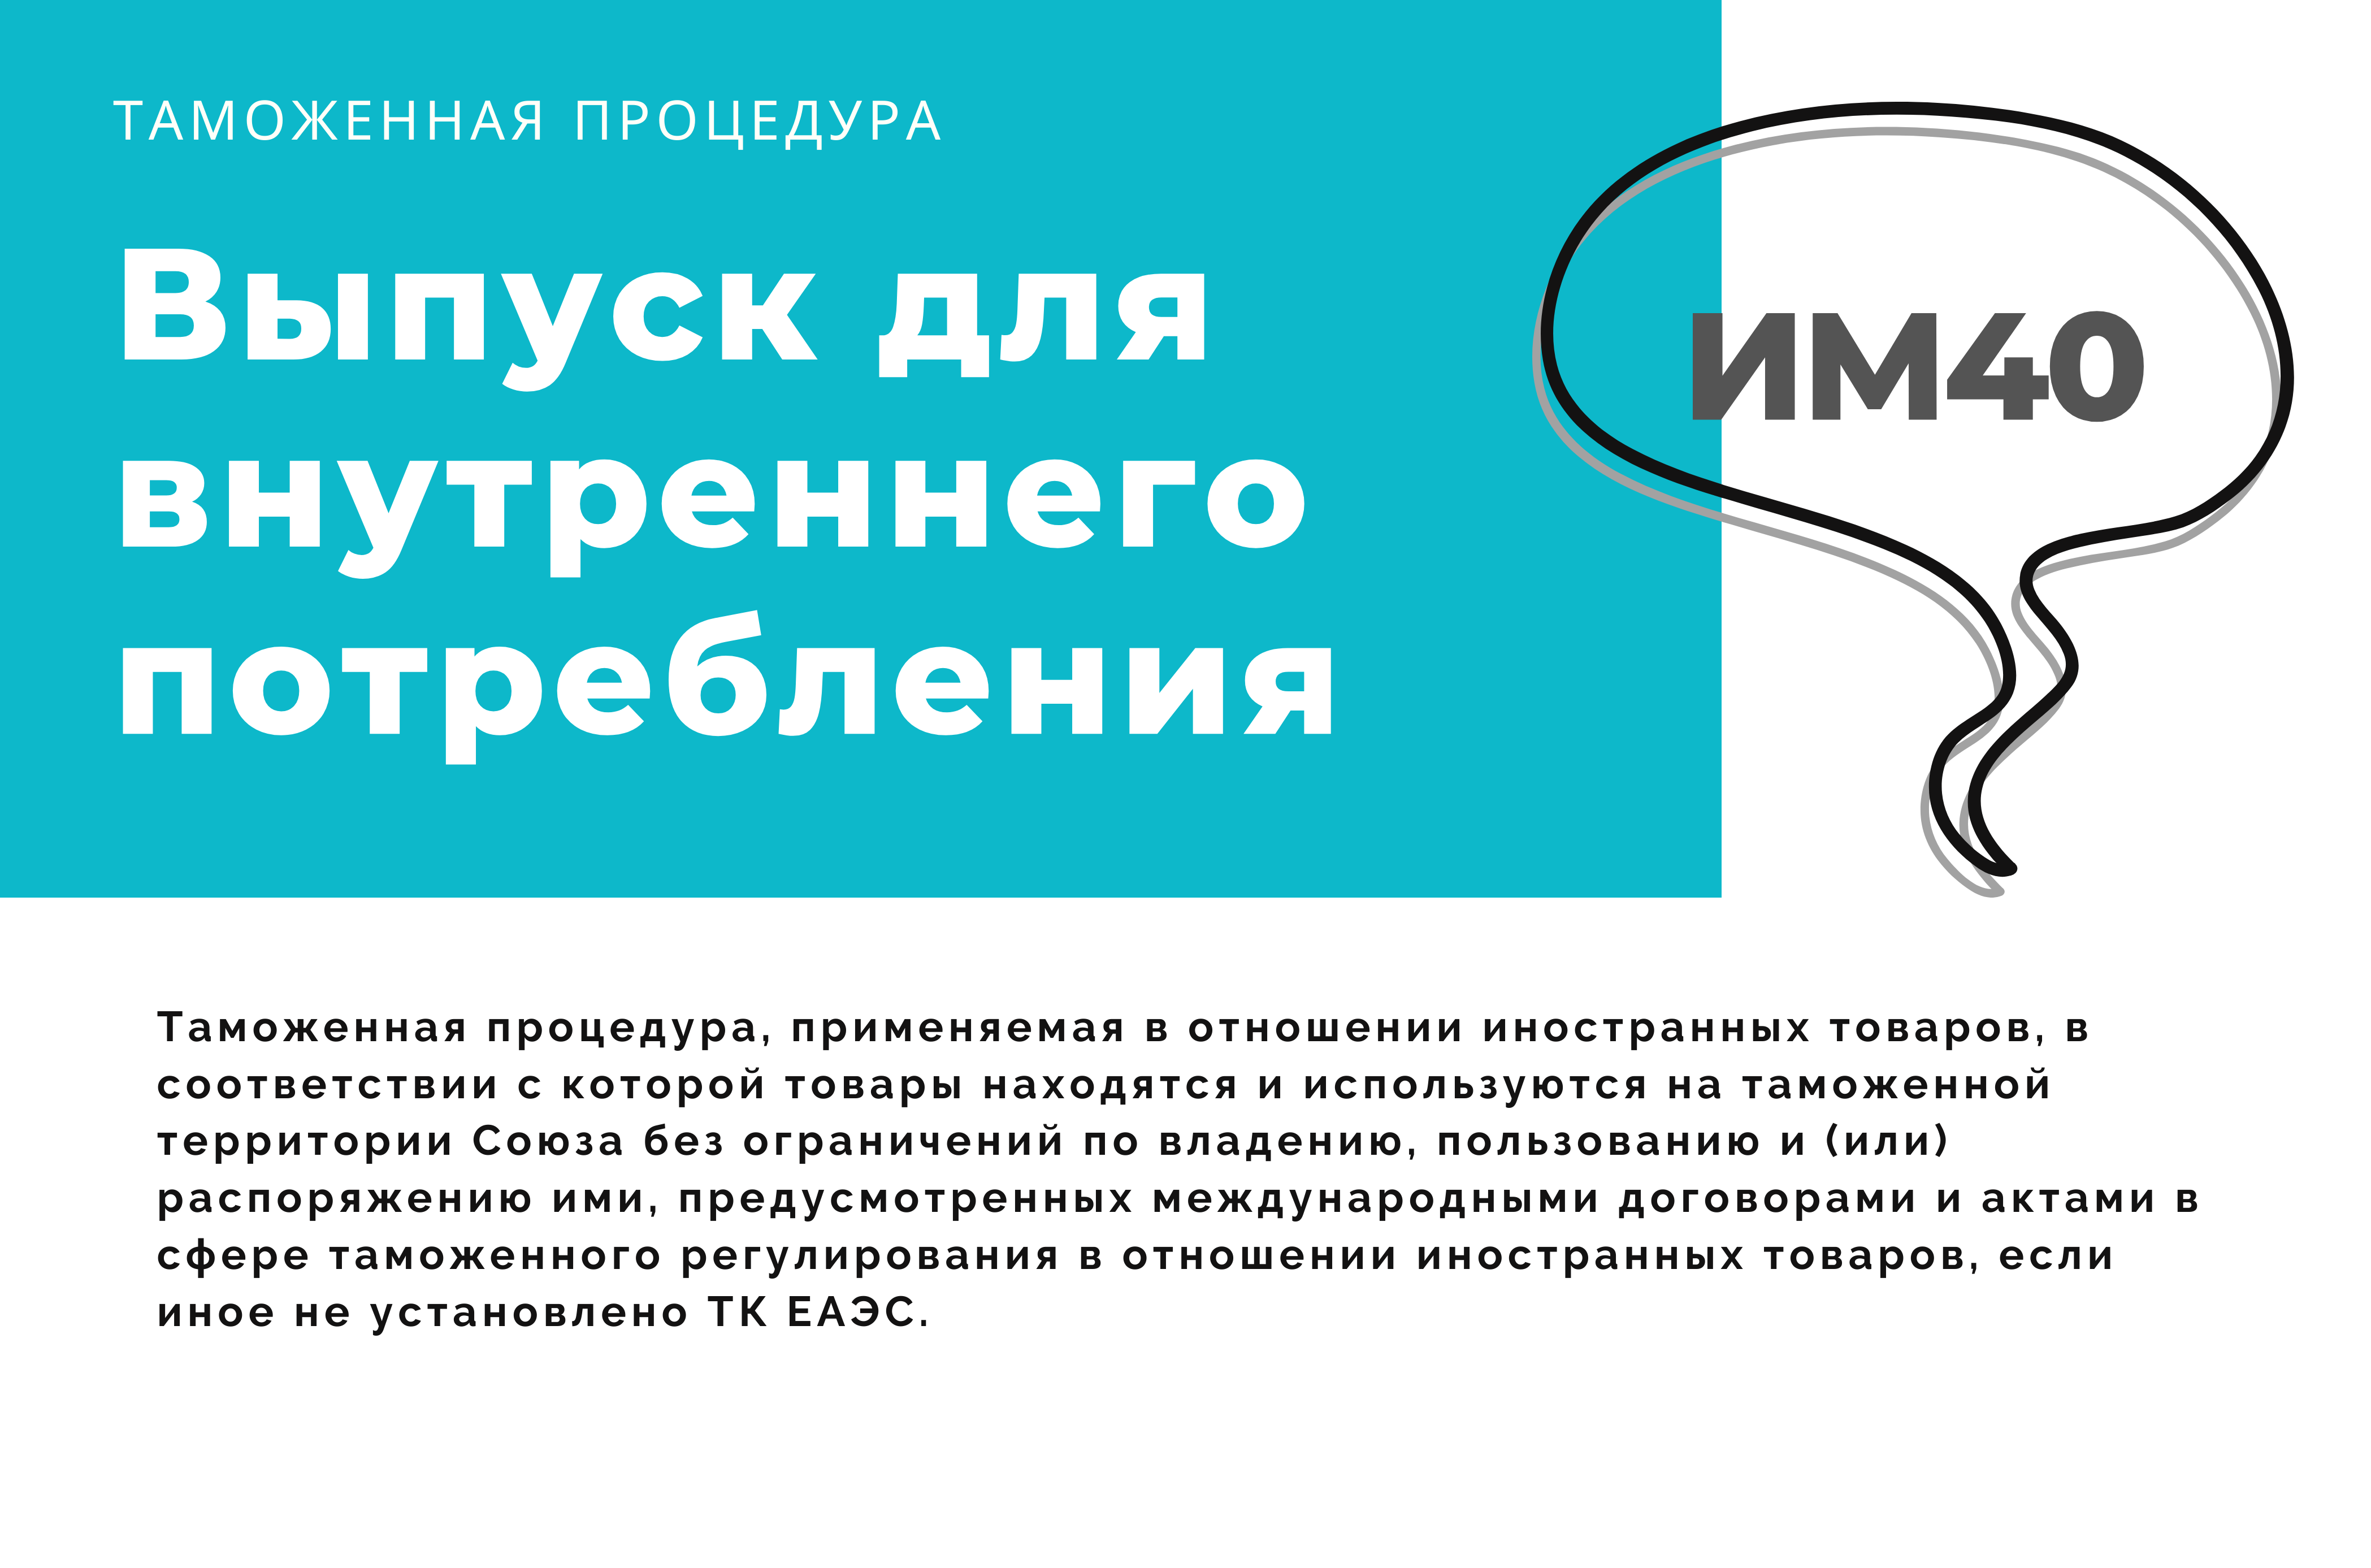 ТАМОЖЕННАЯ ПРОЦЕДУРА
Выпуск для
внутреннего
потребления
ИМ40
Таможенная процедура, применяемая в отношении иностранных товаров, в
соответствии с которой товары находятся и используются на таможенной
территории Союза без ограничений по владению, пользованию и (или)
распоряжению ими, предусмотренных международными договорами и актами в
сфере таможенного регулирования в отношении иностранных товаров, если
иное не установлено ТК ЕАЭС.